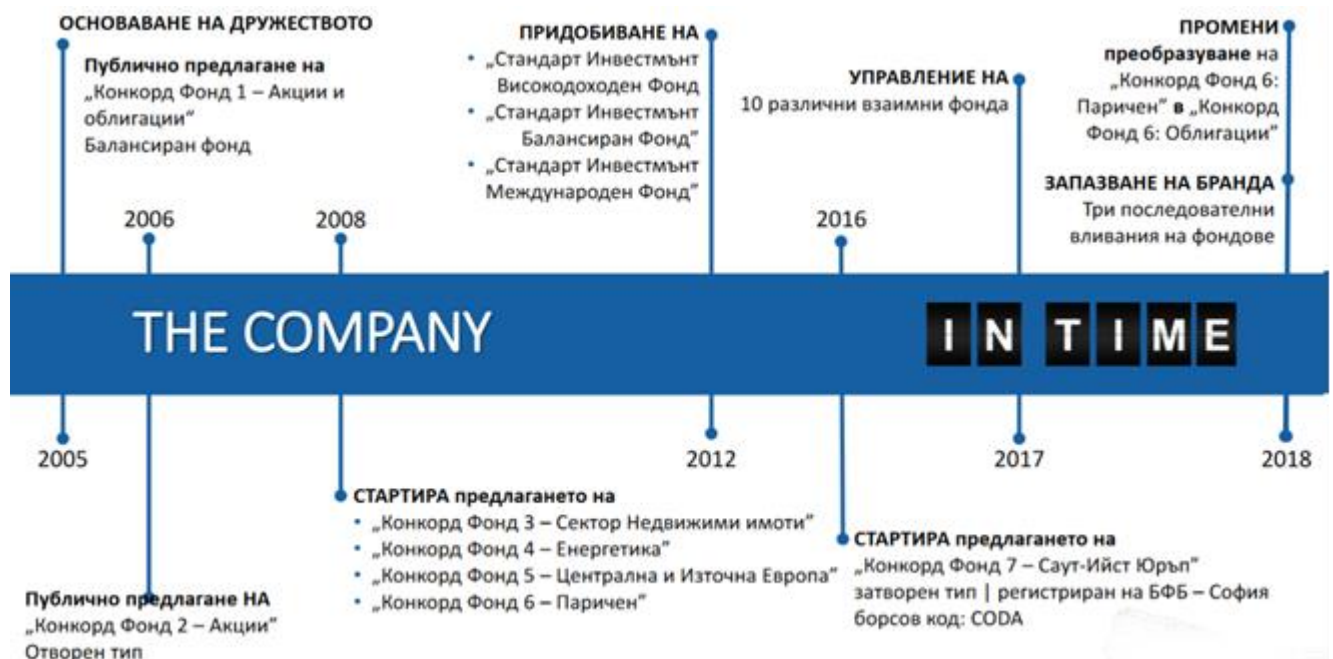 ОСНОВАВАНЕ НА ДРУЖЕСТВОТО
Публично предлагане на
„Конкорд Фонд 1 – Акции и
облигации“
Балансиран фонд
ПРИДОБИВАНЕ НА
• „Стандарт Инвестмънт
Високодоходен Фонд
• „Стандарт Инвестмънт
Балансиран Фонд”
• „Стандарт Инвестмънт
Международен Фонд”
УПРАВЛЕНИЕ НА
10 различни взаимни фонда
ПРОМЕНИ
преобразуване на
„Конкорд Фонд 6:
Паричен” в „Конкорд
Фонд 6: Облигации”
ЗАПАЗВАНЕ НА БРАНДА
Три последователни
вливания на фондове
2006
2008
2016
THE COMPANY
IN TIME
2005
2012
2017
2018
Публично предлагане НА
„Конкорд Фонд 2 – Акции”
Отворен тип
СТАРТИРА предлагането на
• „Конкорд Фонд 3 – Сектор Недвижими имоти”
• „Конкорд Фонд 4 – Енергетика”
• „Конкорд Фонд 5 – Централна и Източна Европа”
• „Конкорд Фонд 6 – Паричен”
СТАРТИРА предлагането на
„Конкорд Фонд 7 – Саут-Ийст Юръп”
затворен тип | регистриран на БФБ – София
борсов код: CODA